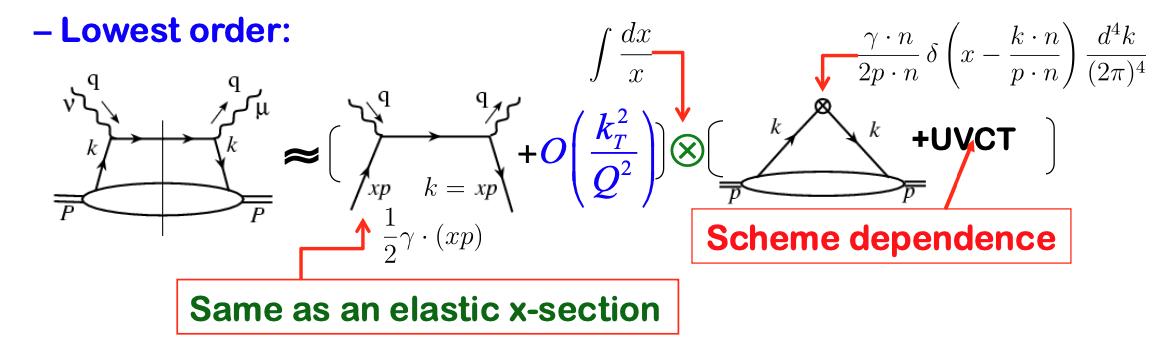 – Lowest order:
∫ dx/x
γ · n / 2p · n δ ( x − k · n / p · n ) d⁴k / (2π)⁴
q q
ν μ
k k
P P
≈
q q
xp k = xp
1/2 γ · (xp)
+O ( k_T² / Q² )
⊗
k k
p p
+UVCT
Scheme dependence
Same as an elastic x-section